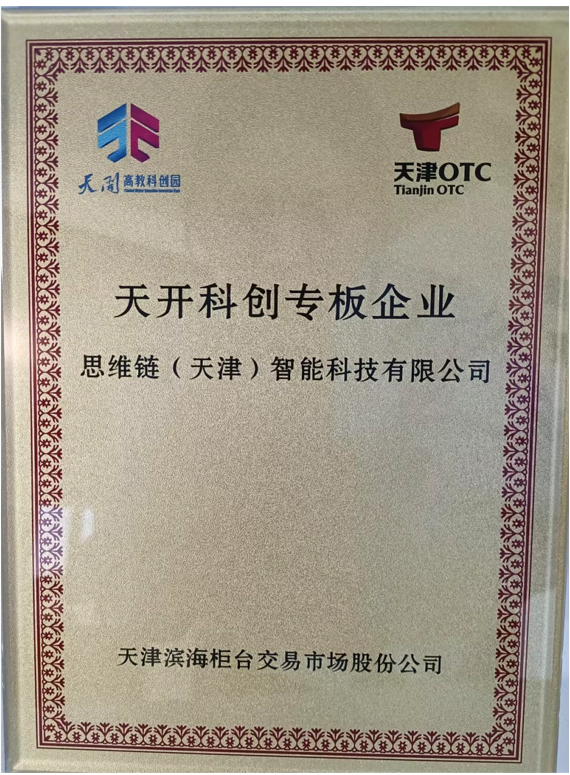 天開 高教科创园
天津OTC
Tianjin OTC
天开科创专板企业
思维链（天津）智能科技有限公司
天津滨海柜台交易市场股份公司